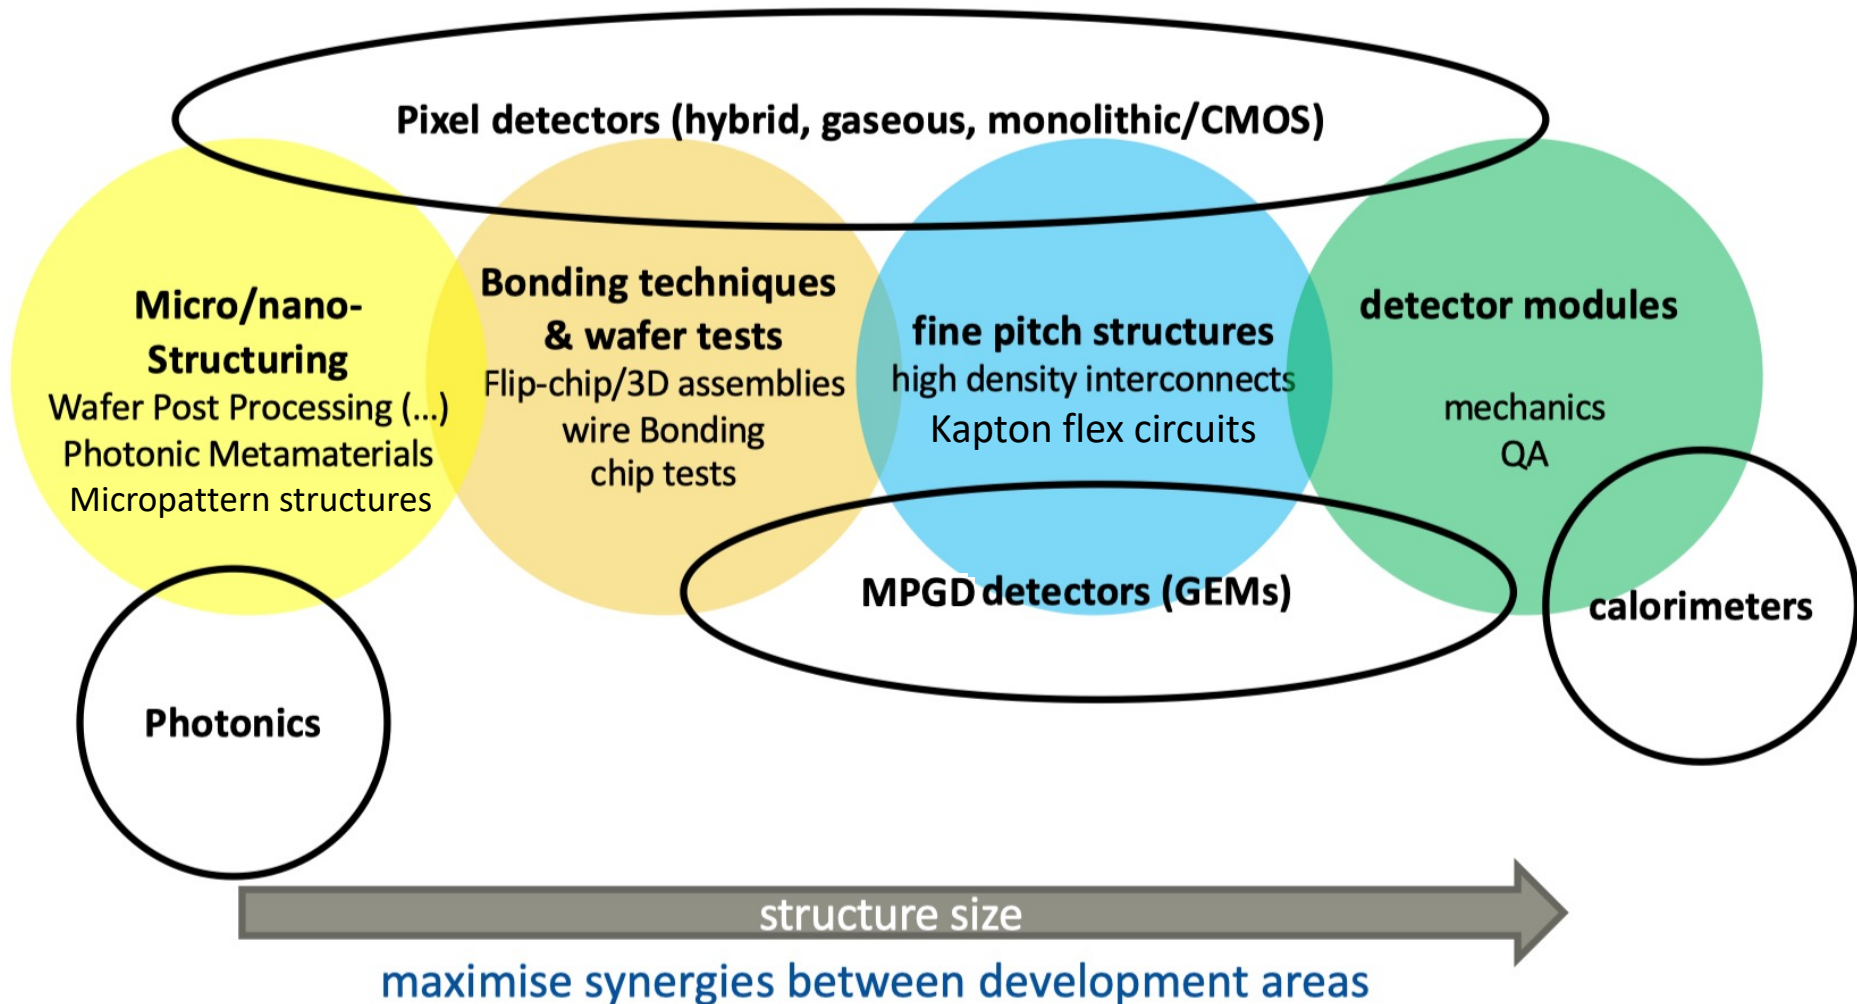 Pixel detectors (hybrid, gaseous, monolithic/CMOS)
Micro/nano-
Structuring
Wafer Post Processing (...)
Photonic Metamaterials
Micropattern structures
Bonding techniques
& wafer tests
Flip-chip/3D assemblies
wire Bonding
chip tests
fine pitch structures
high density interconnects
Kapton flex circuits
detector modules
mechanics
QA
MPGD detectors (GEMs)
calorimeters
Photonics
structure size
maximise synergies between development areas